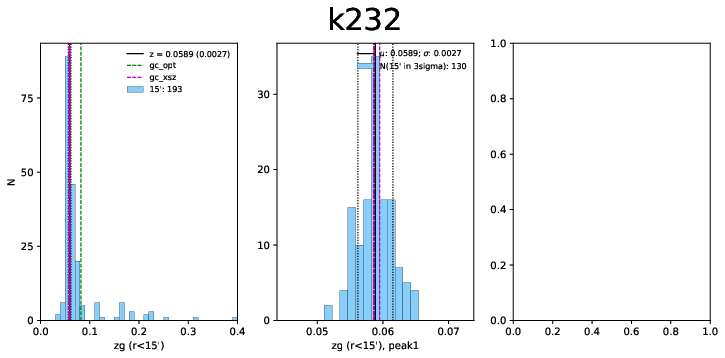 k232
N
75
50
25
0
0.0 0.1 0.2 0.3 0.4
zg (r<15')
z = 0.0589 (0.0027)
gc_opt
gc_xsz
15': 193
30
20
10
0
0.05 0.06 0.07
zg (r<15'), peak1
μ: 0.0589; σ: 0.0027
N(15' in 3sigma): 130
1.0
0.8
0.6
0.4
0.2
0.0
0.0 0.2 0.4 0.6 0.8 1.0